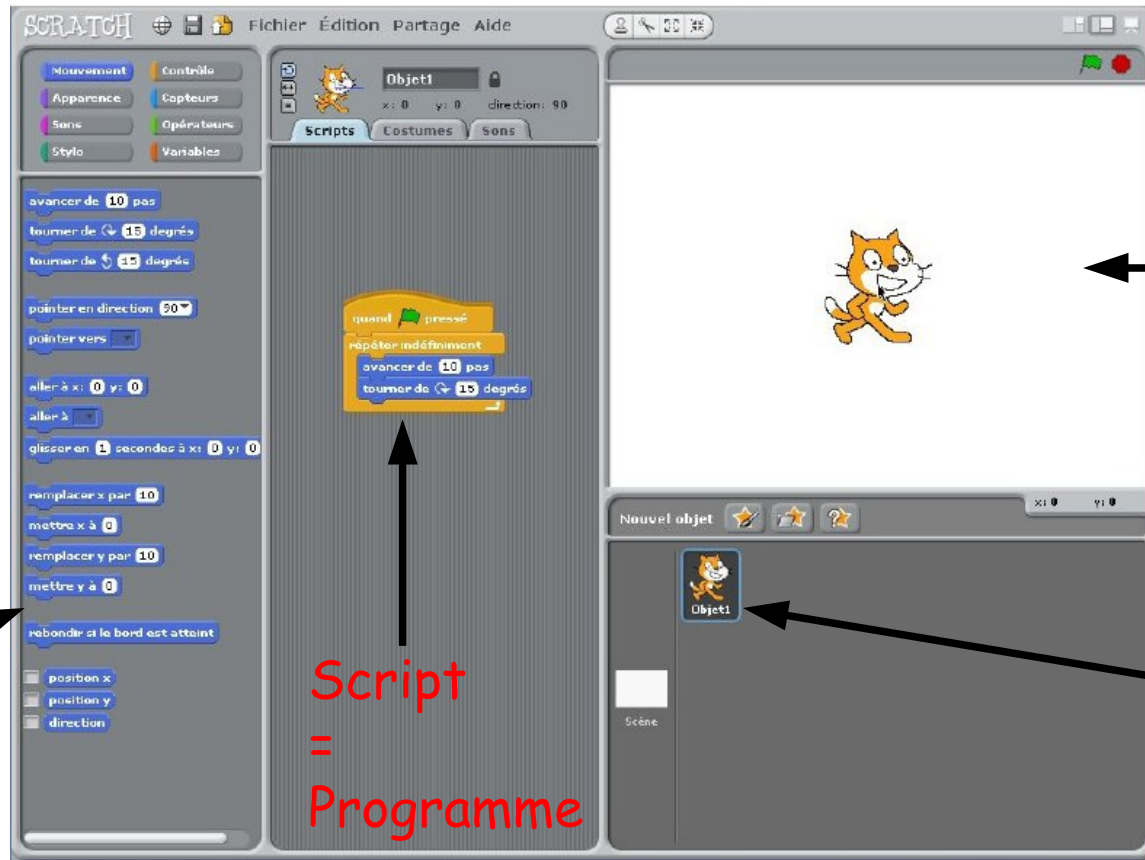 SCRATCH Fichier Édition Partage Aide
Mouvement Contrôle
Apparence Capteurs
Sons Opérateurs
Stylo Variables
Objet1
x: 0 y: 0 direction: 90
Scripts Costumes Sons
avancer de 10 pas
tourner de 15 degrés
tourner de 15 degrés
pointer en direction 90
pointer vers
aller à x: 0 y: 0
aller à
glisser en 1 secondes à x: 0 y: 0
remplacer x par 10
mettre x à 0
remplacer y par 10
mettre y à 0
rebondir si le bord est atteint
position x
position y
direction
quand pressé
répéter indéfiniment
avancer de 10 pas
tourner de 15 degrés
Script
=
Programme
x: 0 y: 0
Nouvel objet
Objet1
Scène